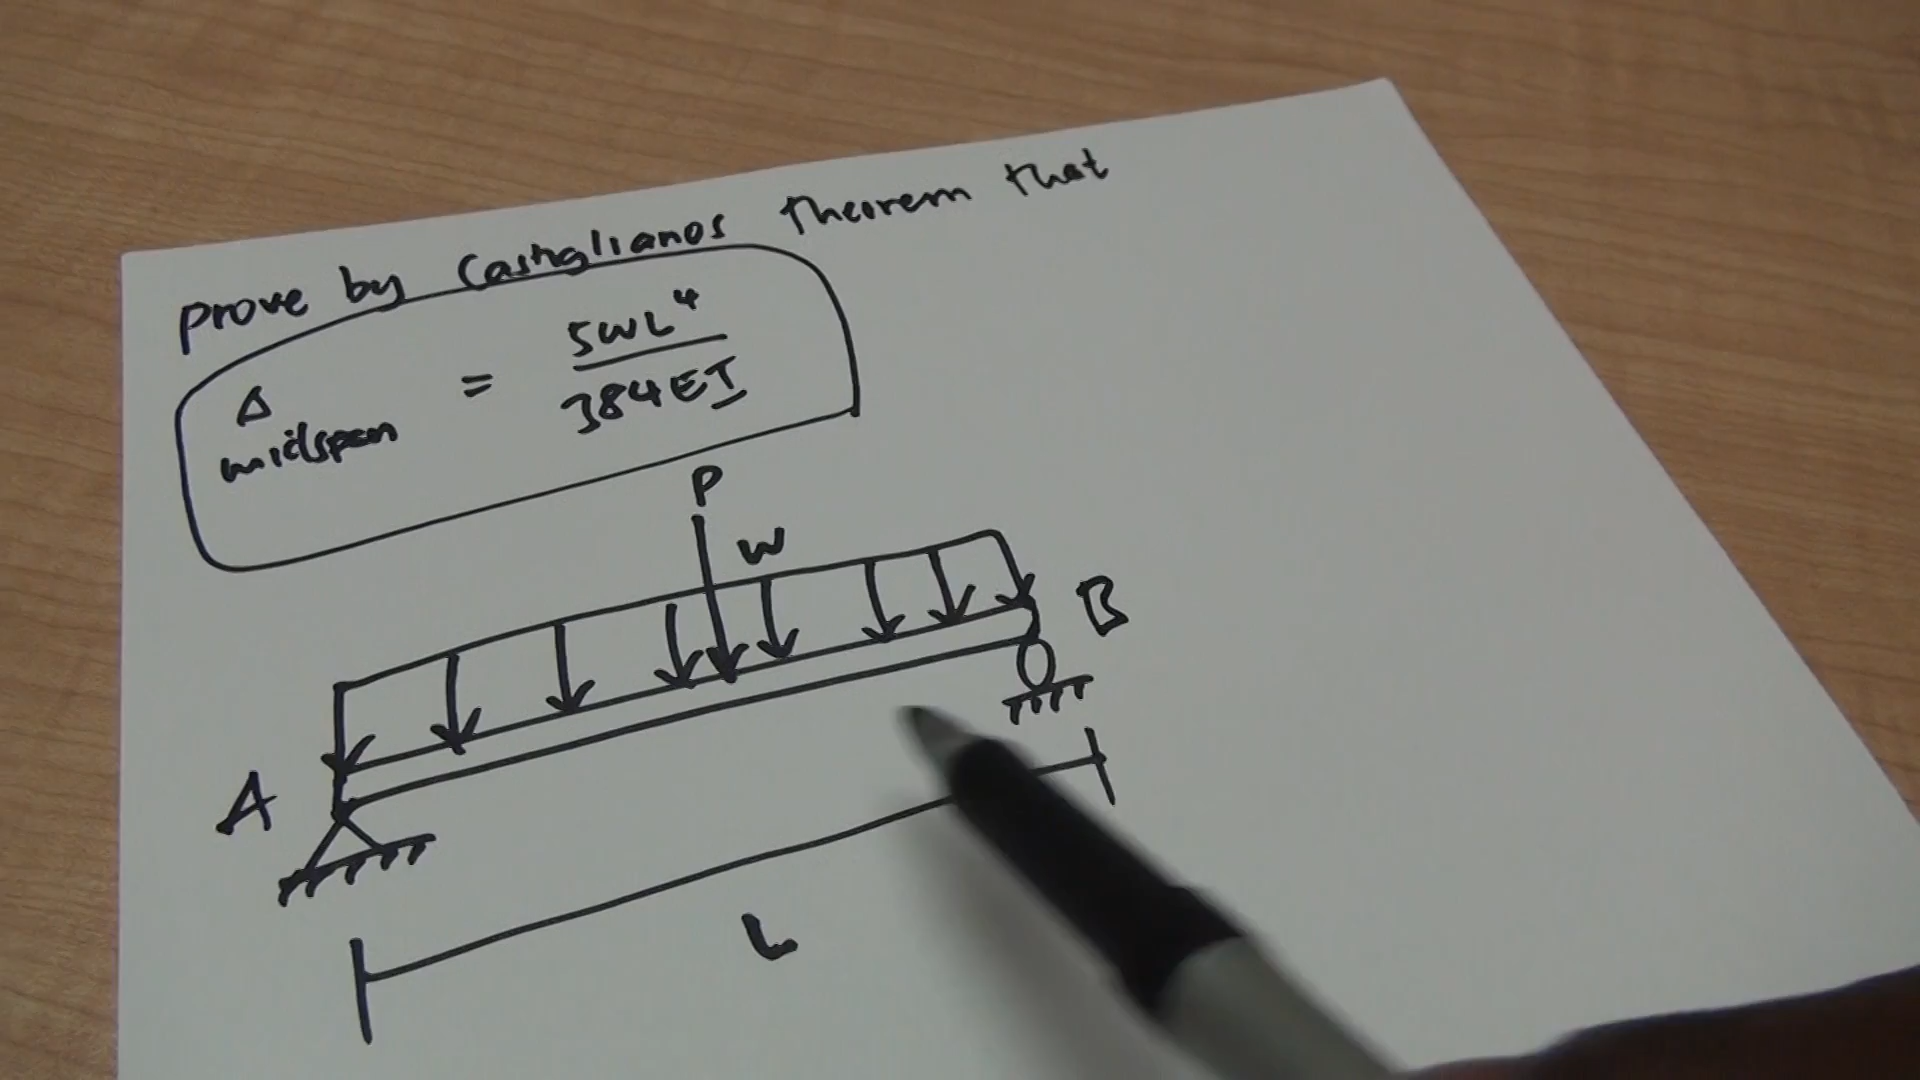 prove by Castiglianos Theorem that
Δ midspan = 5WL⁴ / 384EI
P
W
B
A
L